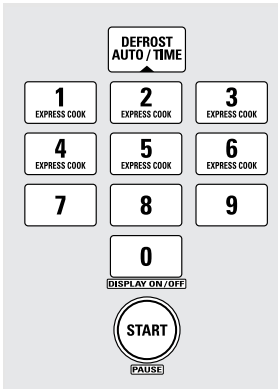 DEFROST
AUTO / TIME
1 2 3
EXPRESS COOK EXPRESS COOK EXPRESS COOK
4 5 6
EXPRESS COOK EXPRESS COOK EXPRESS COOK
7 8 9
0
DISPLAY ON/OFF
START
PAUSE